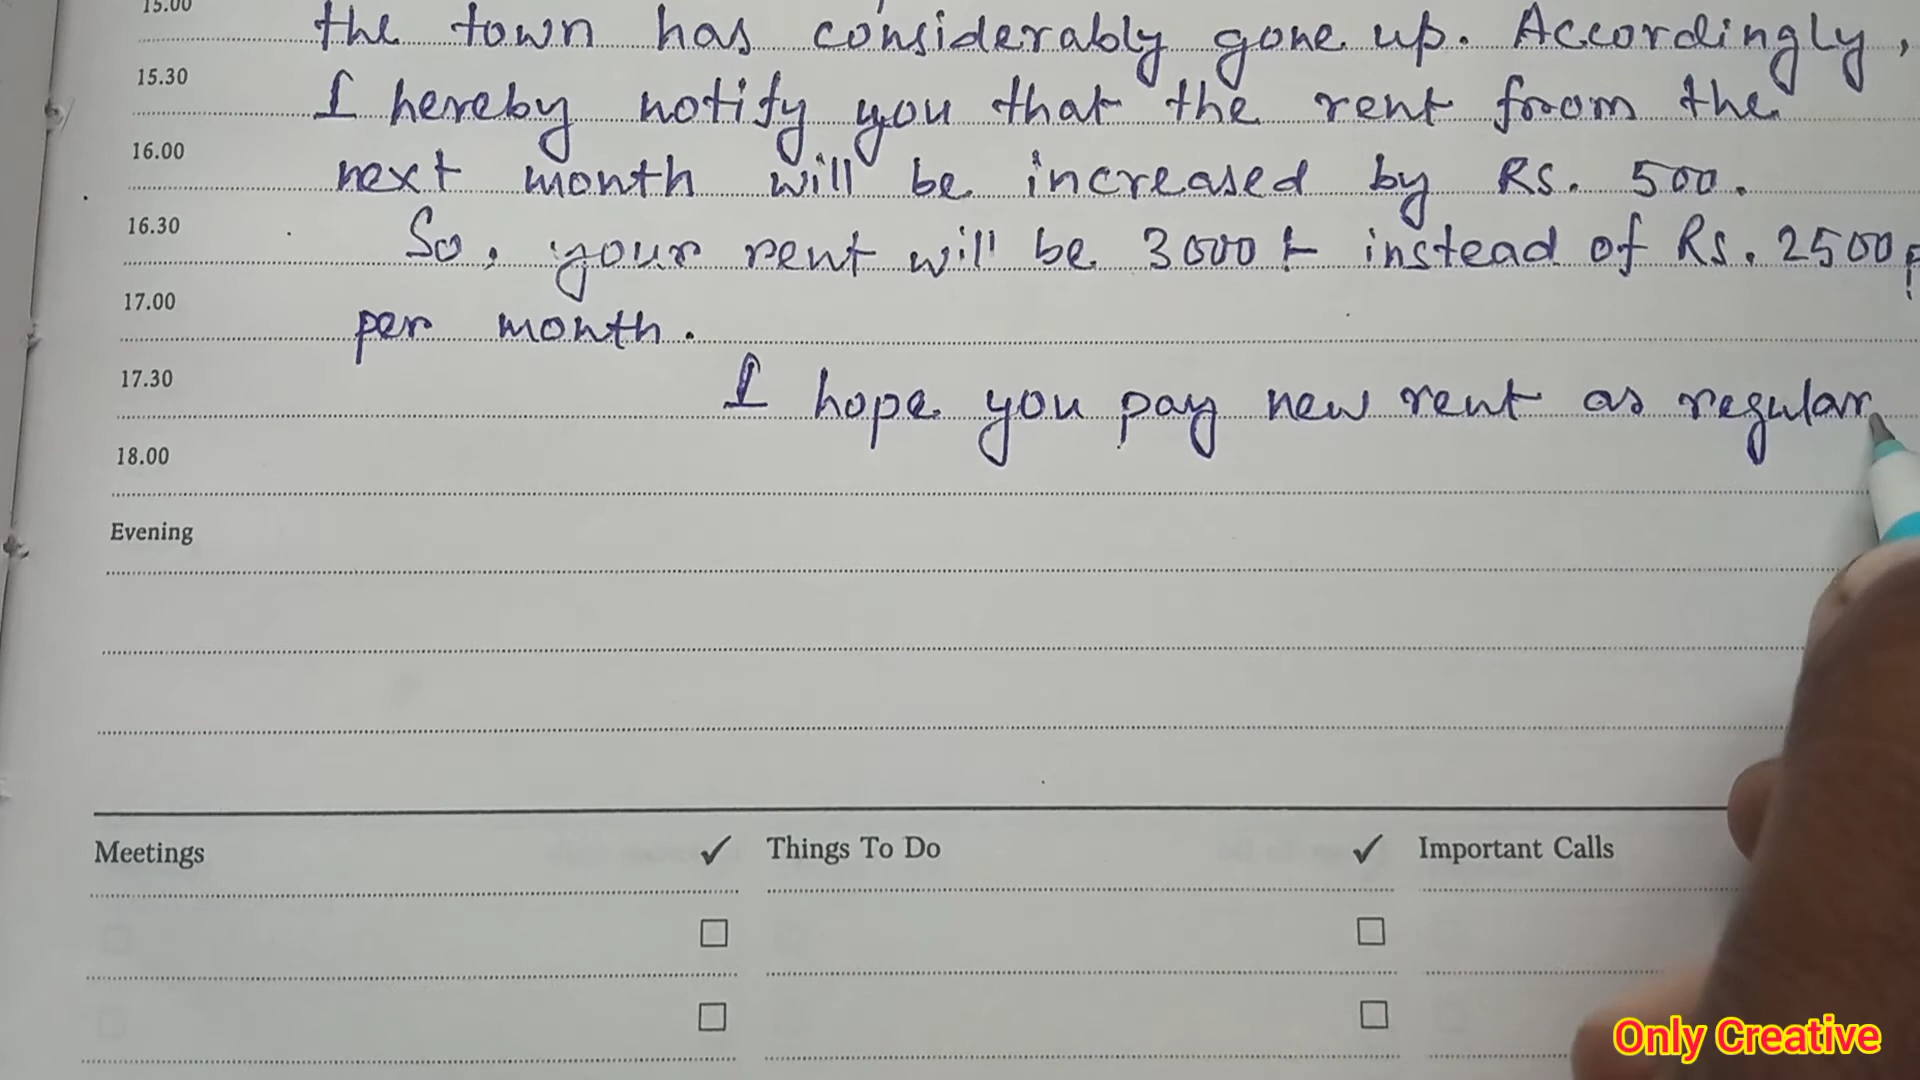 15.00
the town has considerably gone up. Accordingly,
15.30
I hereby notify you that the rent from the
16.00
next month will be increased by Rs. 500.
16.30
So, your rent will be 3000 instead of Rs. 2500
17.00
per month.
17.30
I hope you pay new rent as regular
18.00
Evening
Meetings ✓ Things To Do ✓ Important Calls
Only Creative